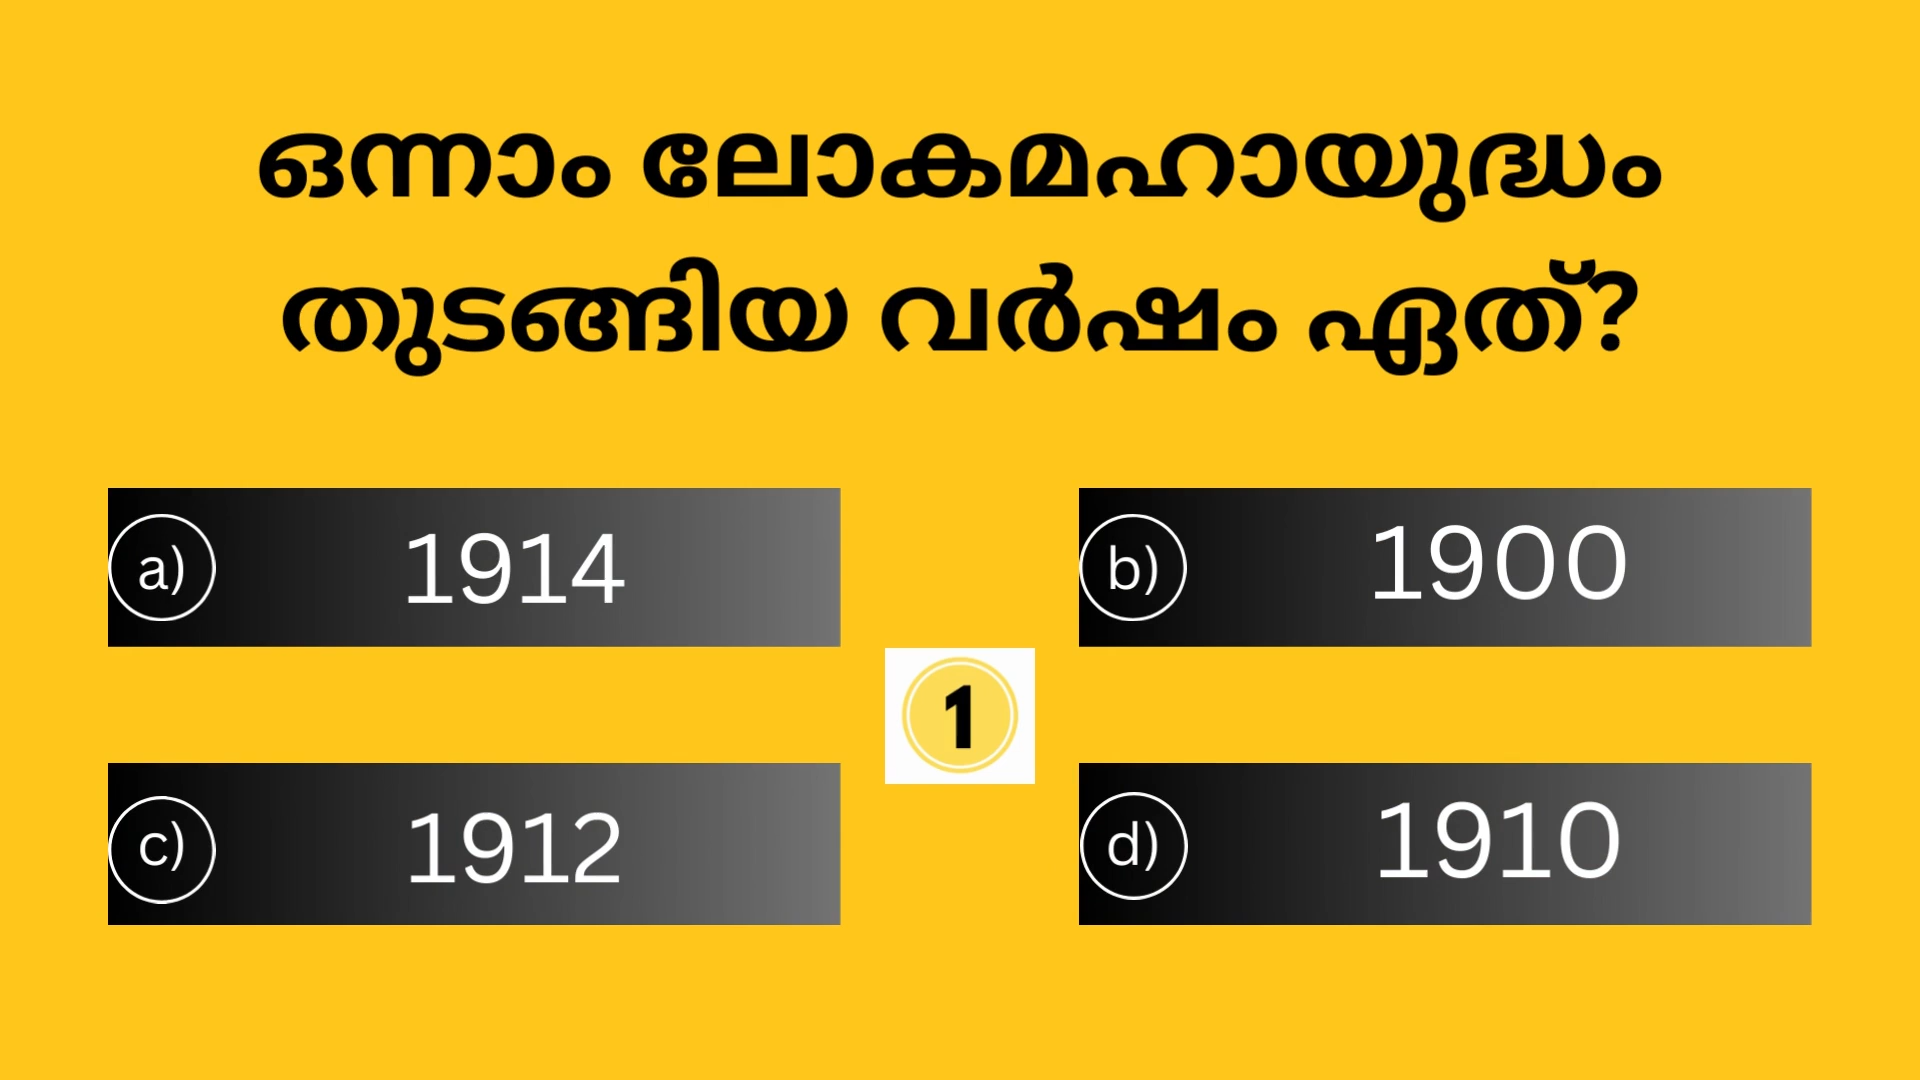 ഒന്നാം ലോകമഹായുദ്ധം
തുടങ്ങിയ വർഷം ഏത്?
a) 1914
b) 1900
1
c) 1912
d) 1910